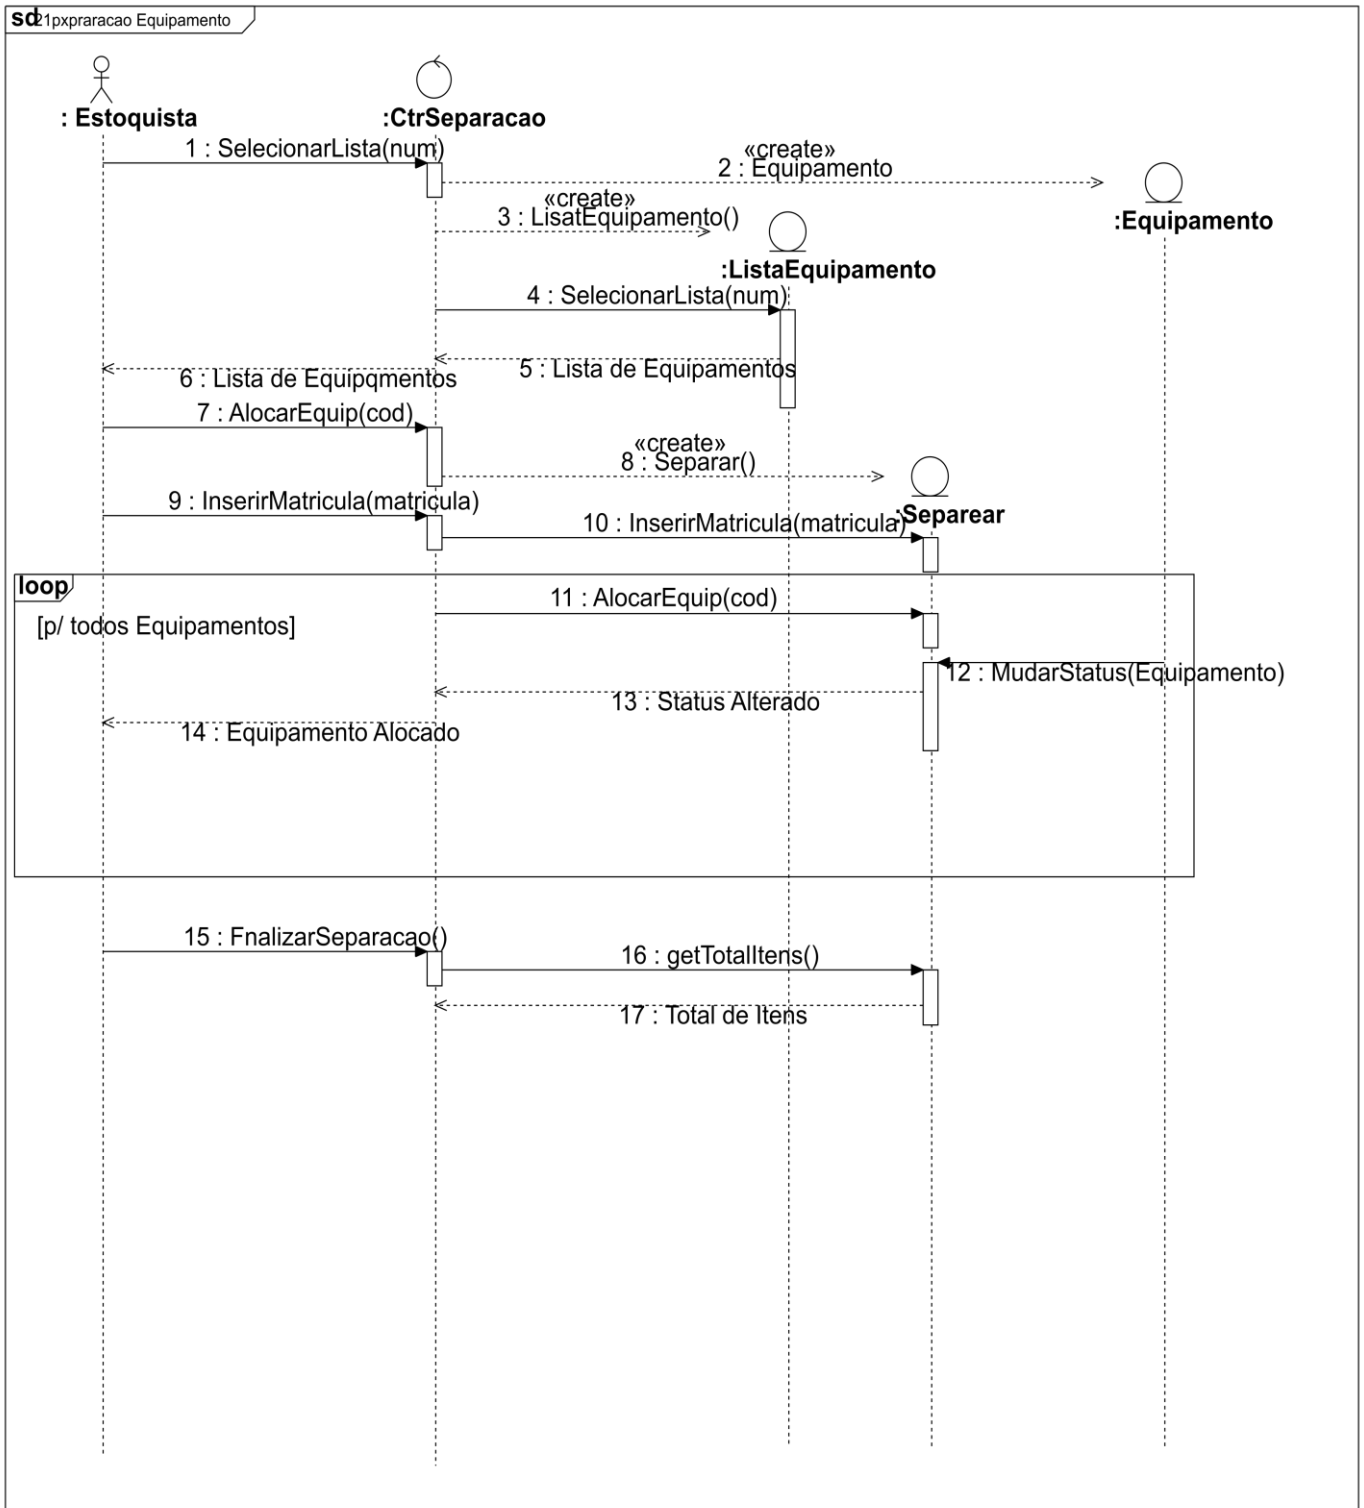 sd 21pxpraracao Equipamento
: Estoquista
:CtrSeparacao
1 : SelecionarLista(num)
«create»
2 : Equipamento
:Equipamento
«create»
3 : LisatEquipamento()
:ListaEquipamento
4 : SelecionarLista(num)
5 : Lista de Equipamentos
6 : Lista de Equipqmentos
7 : AlocarEquip(cod)
«create»
8 : Separar()
:Separear
9 : InserirMatricula(matricula)
10 : InserirMatricula(matricula)
loop
[p/ todos Equipamentos]
11 : AlocarEquip(cod)
12 : MudarStatus(Equipamento)
13 : Status Alterado
14 : Equipamento Alocado
15 : FnalizarSeparacao()
16 : getTotalItens()
17 : Total de Itens